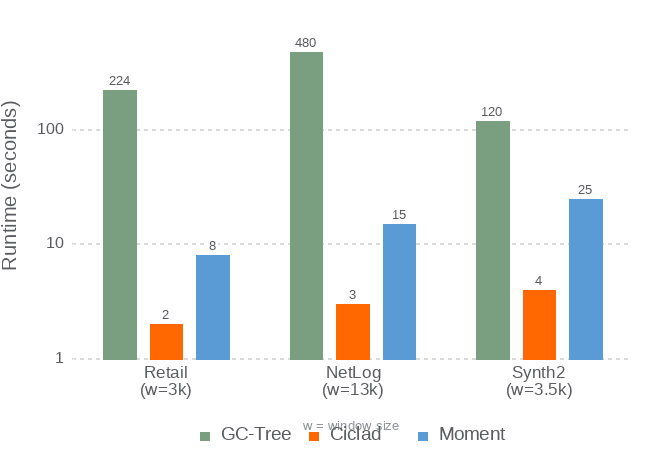 480
224
120
100
25
15
8
10
4
3
2
1
Runtime (seconds)
Retail
(w=3k)
NetLog
(w=13k)
Synth2
(w=3.5k)
w = window size
GC-Tree Ciclad Moment